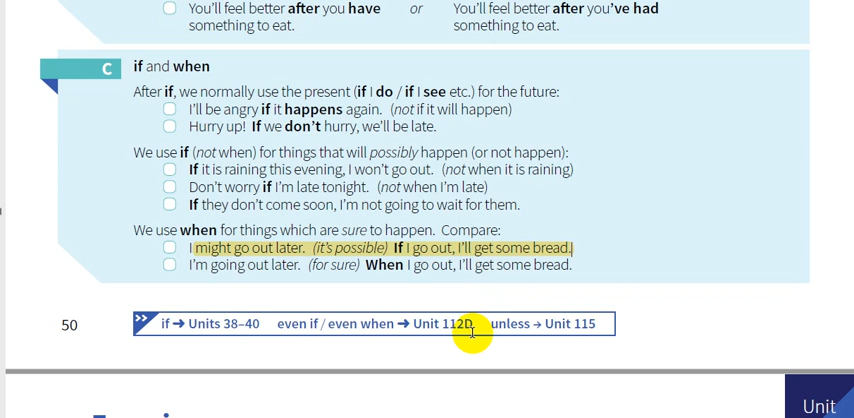 You'll feel better after you have or You'll feel better after you've had
something to eat. something to eat.
C if and when
After if, we normally use the present (if I do / if I see etc.) for the future:
I'll be angry if it happens again. (not if it will happen)
Hurry up! If we don't hurry, we'll be late.
We use if (not when) for things that will possibly happen (or not happen):
If it is raining this evening, I won't go out. (not when it is raining)
Don't worry if I'm late tonight. (not when I'm late)
If they don't come soon, I'm not going to wait for them.
We use when for things which are sure to happen. Compare:
I might go out later. (it's possible) If I go out, I'll get some bread.
I'm going out later. (for sure) When I go out, I'll get some bread.
50 >> if → Units 38–40 even if / even when → Unit 112D unless → Unit 115
Unit